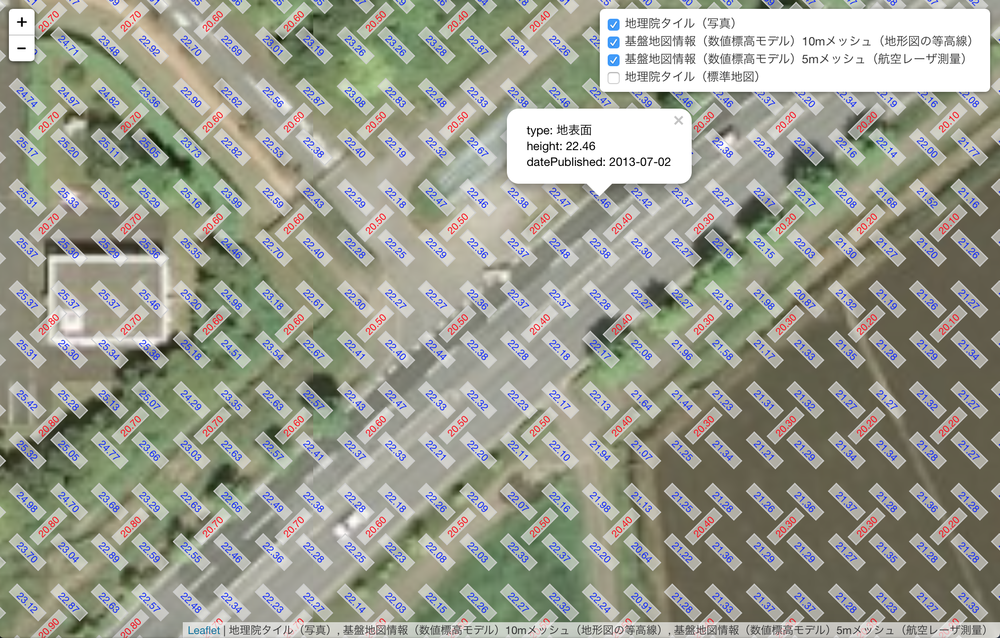 +
−
地理院タイル（写真）
基盤地図情報（数値標高モデル）10mメッシュ（地形図の等高線）
基盤地図情報（数値標高モデル）5mメッシュ（航空レーザ測量）
地理院タイル（標準地図）
20.70 20.70 20.60 20.60 20.50 20.40 20.40
24.71 23.48 22.92 22.70 22.69 23.01 23.19 23.26 23.26 23.28 22.87 22.34 22.26
24.74 24.97 24.82 23.36 22.90 22.62 22.56 22.87 23.08 22.83 22.48 22.33 22.38 22.46 22.47 22.39 22.46 22.46 22.37 22.20 22.34 22.19 22.16 22.08
20.70 20.70 20.60 20.60 20.50 20.50 20.30 20.20 20.20 20.10
type: 地表面
height: 22.46
datePublished: 2013-07-02
×
25.17 25.20 25.11 25.05 23.73 22.82 22.53 22.38 22.40 22.19 22.32 22.67 22.38 22.28 22.31 22.16 22.14 22.00 21.77
25.31 25.33 25.29 25.29 25.16 23.99 22.59 22.43 22.29 22.18 22.47 22.46 22.38 22.47 22.46 22.42 22.37 22.27 22.17 22.17 22.08 21.68 21.52 21.16
20.70 20.70 20.60 20.60 20.50 20.50 20.40 20.40 20.30 20.20 20.20 20.10
25.37 25.30 25.29 25.36 25.35 24.46 22.70 22.40 22.28 22.25 22.29 22.36 22.37 22.48 22.38 22.30 22.27 22.18 22.15 22.03 21.30 21.27 21.20 21.26
25.37 25.37 25.37 25.46 25.20 24.98 23.18 22.61 22.30 22.27 22.27 22.36 22.37 22.37 22.28 22.27 22.27 22.18 21.98 20.87 21.32 21.19 21.26 21.27
20.80 20.70 20.60 20.60 20.50 20.50 20.40 20.40 20.30 20.30 20.20 20.10
25.31 25.30 25.34 25.38 25.18 24.51 23.54 22.67 22.41 22.40 22.44 22.38 22.28 22.18 22.17 22.08 21.96 21.58 21.17 21.33 21.35 21.28 21.29 21.34
25.42 25.28 25.13 25.07 24.29 23.35 22.63 22.57 22.43 22.47 22.33 22.32 22.23 22.17 22.13 21.64 21.44 21.23 21.31 21.32 21.27 21.27 21.32 21.27
20.80 20.70 20.70 20.60 20.60 20.50 20.50 20.40 20.30 20.30 20.20 20.20
25.32 25.05 24.77 23.66 23.03 22.63 22.57 22.41 22.37 22.33 22.21 22.20 22.11 22.10 21.94 21.07 21.25 21.34 21.21 21.29 21.34 21.34 21.28 21.27
24.98 24.70 23.68 23.29 22.63 22.66 22.49 22.38 22.28 22.18 22.26 22.09 22.07 22.16 21.98 21.13 21.25 21.28 21.26 21.36 21.37 21.28 21.36 21.28
20.80 20.80 20.70 20.70 20.60 20.50 20.50 20.40 20.40 20.30 20.30 20.20
23.70 23.04 22.89 22.59 22.55 22.46 22.36 22.28 22.25 22.23 22.08 22.03 22.33 22.37 22.20 20.64 21.22 21.36 21.29 21.29 21.27 21.35 21.28 21.28
23.12 22.87 22.63 22.57 22.48 22.34 22.23 22.27 22.14 22.03 22.15 22.26 22.27 22.32 22.24 20.91 21.28 21.33 21.37 21.37 21.28 21.23 21.27 21.33
20.90 20.80
Leaflet | 地理院タイル（写真）, 基盤地図情報（数値標高モデル）10mメッシュ（地形図の等高線）, 基盤地図情報（数値標高モデル）5mメッシュ（航空レーザ測量）